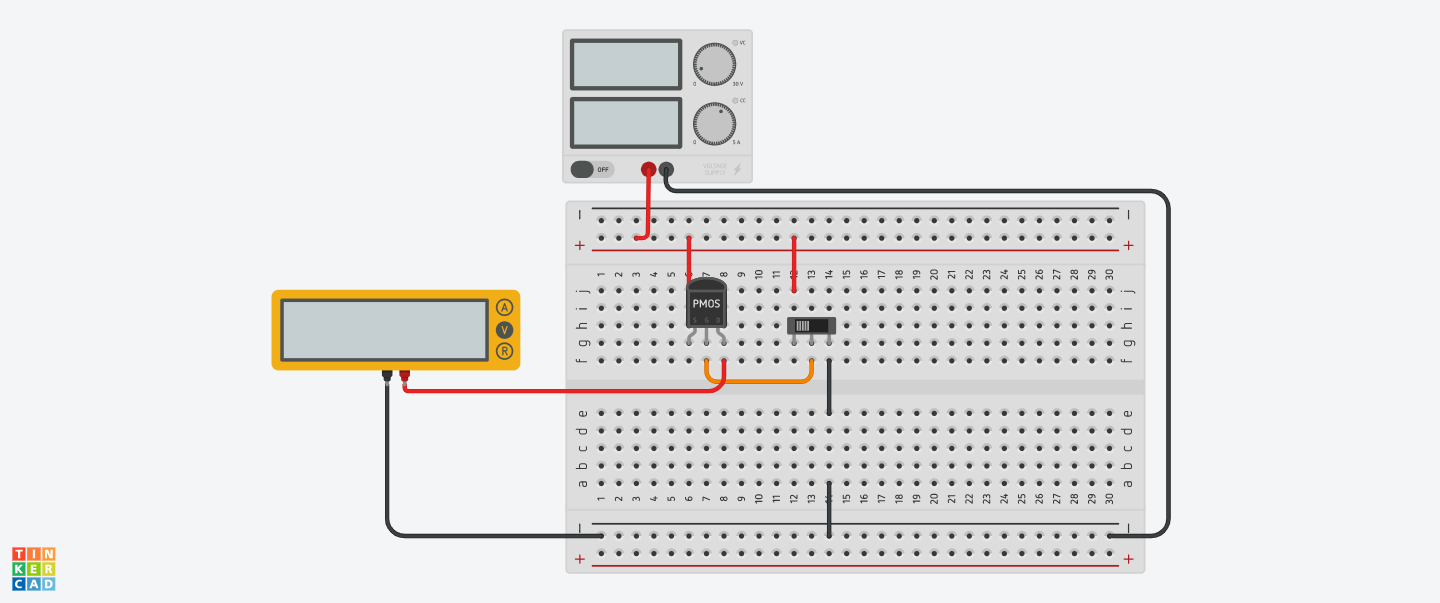 VC
0 30 V
CC
0 5 A
OFF
VOLTAGE
SUPPLY
− −
+ +
1 2 3 4 5 6 7 8 9 10 11 12 13 14 15 16 17 18 19 20 21 22 23 24 25 26 27 28 29 30
j j
i i
h h
g g
f f
PMOS
S G D
A
V
R
e e
d d
c c
b b
a a
1 2 3 4 5 6 7 8 9 10 11 12 13 14 15 16 17 18 19 20 21 22 23 24 25 26 27 28 29 30
− −
+ +
TIN
KER
CAD